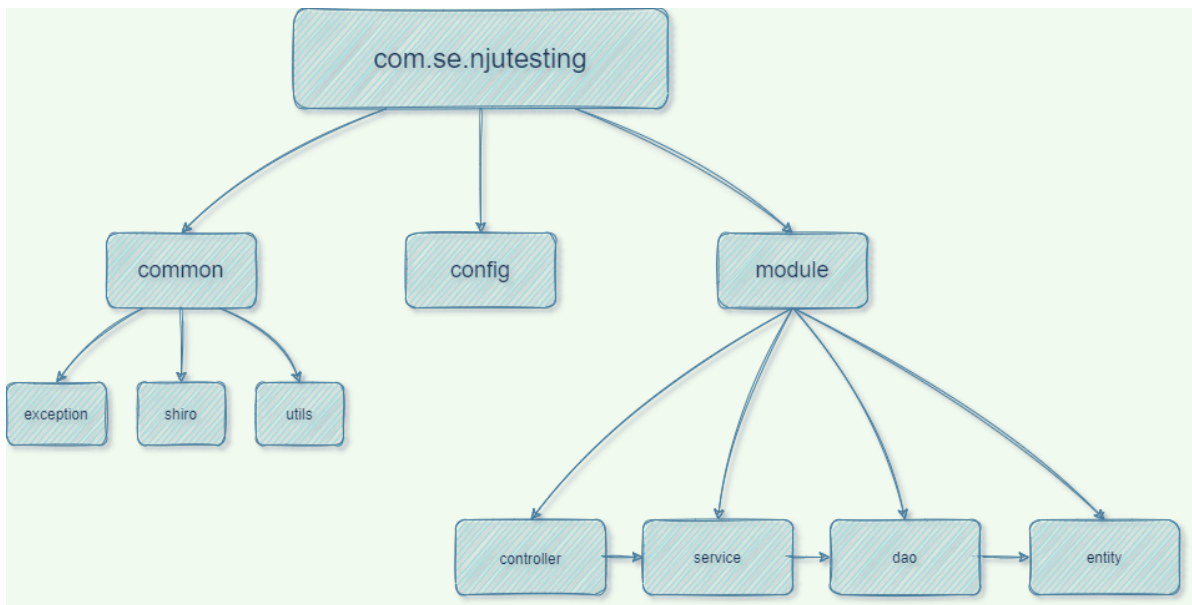 com.se.njutesting
common
config
module
exception
shiro
utils
controller
service
dao
entity